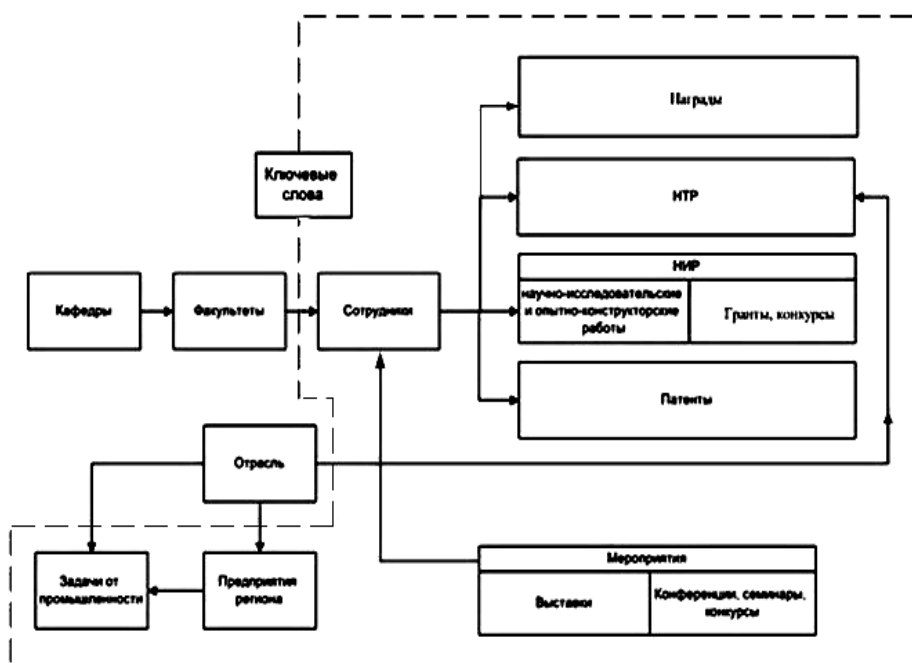 Награды
Ключевые
слова
НТР
НИР
научно-исследовательские
и опытно-конструкторские
работы
Гранты, конкурсы
Кафедры
Факультеты
Сотрудники
Патенты
Отрасль
Задачи от
промышленности
Предприятия
региона
Мероприятия
Выставки
Конференции, семинары,
конкурсы